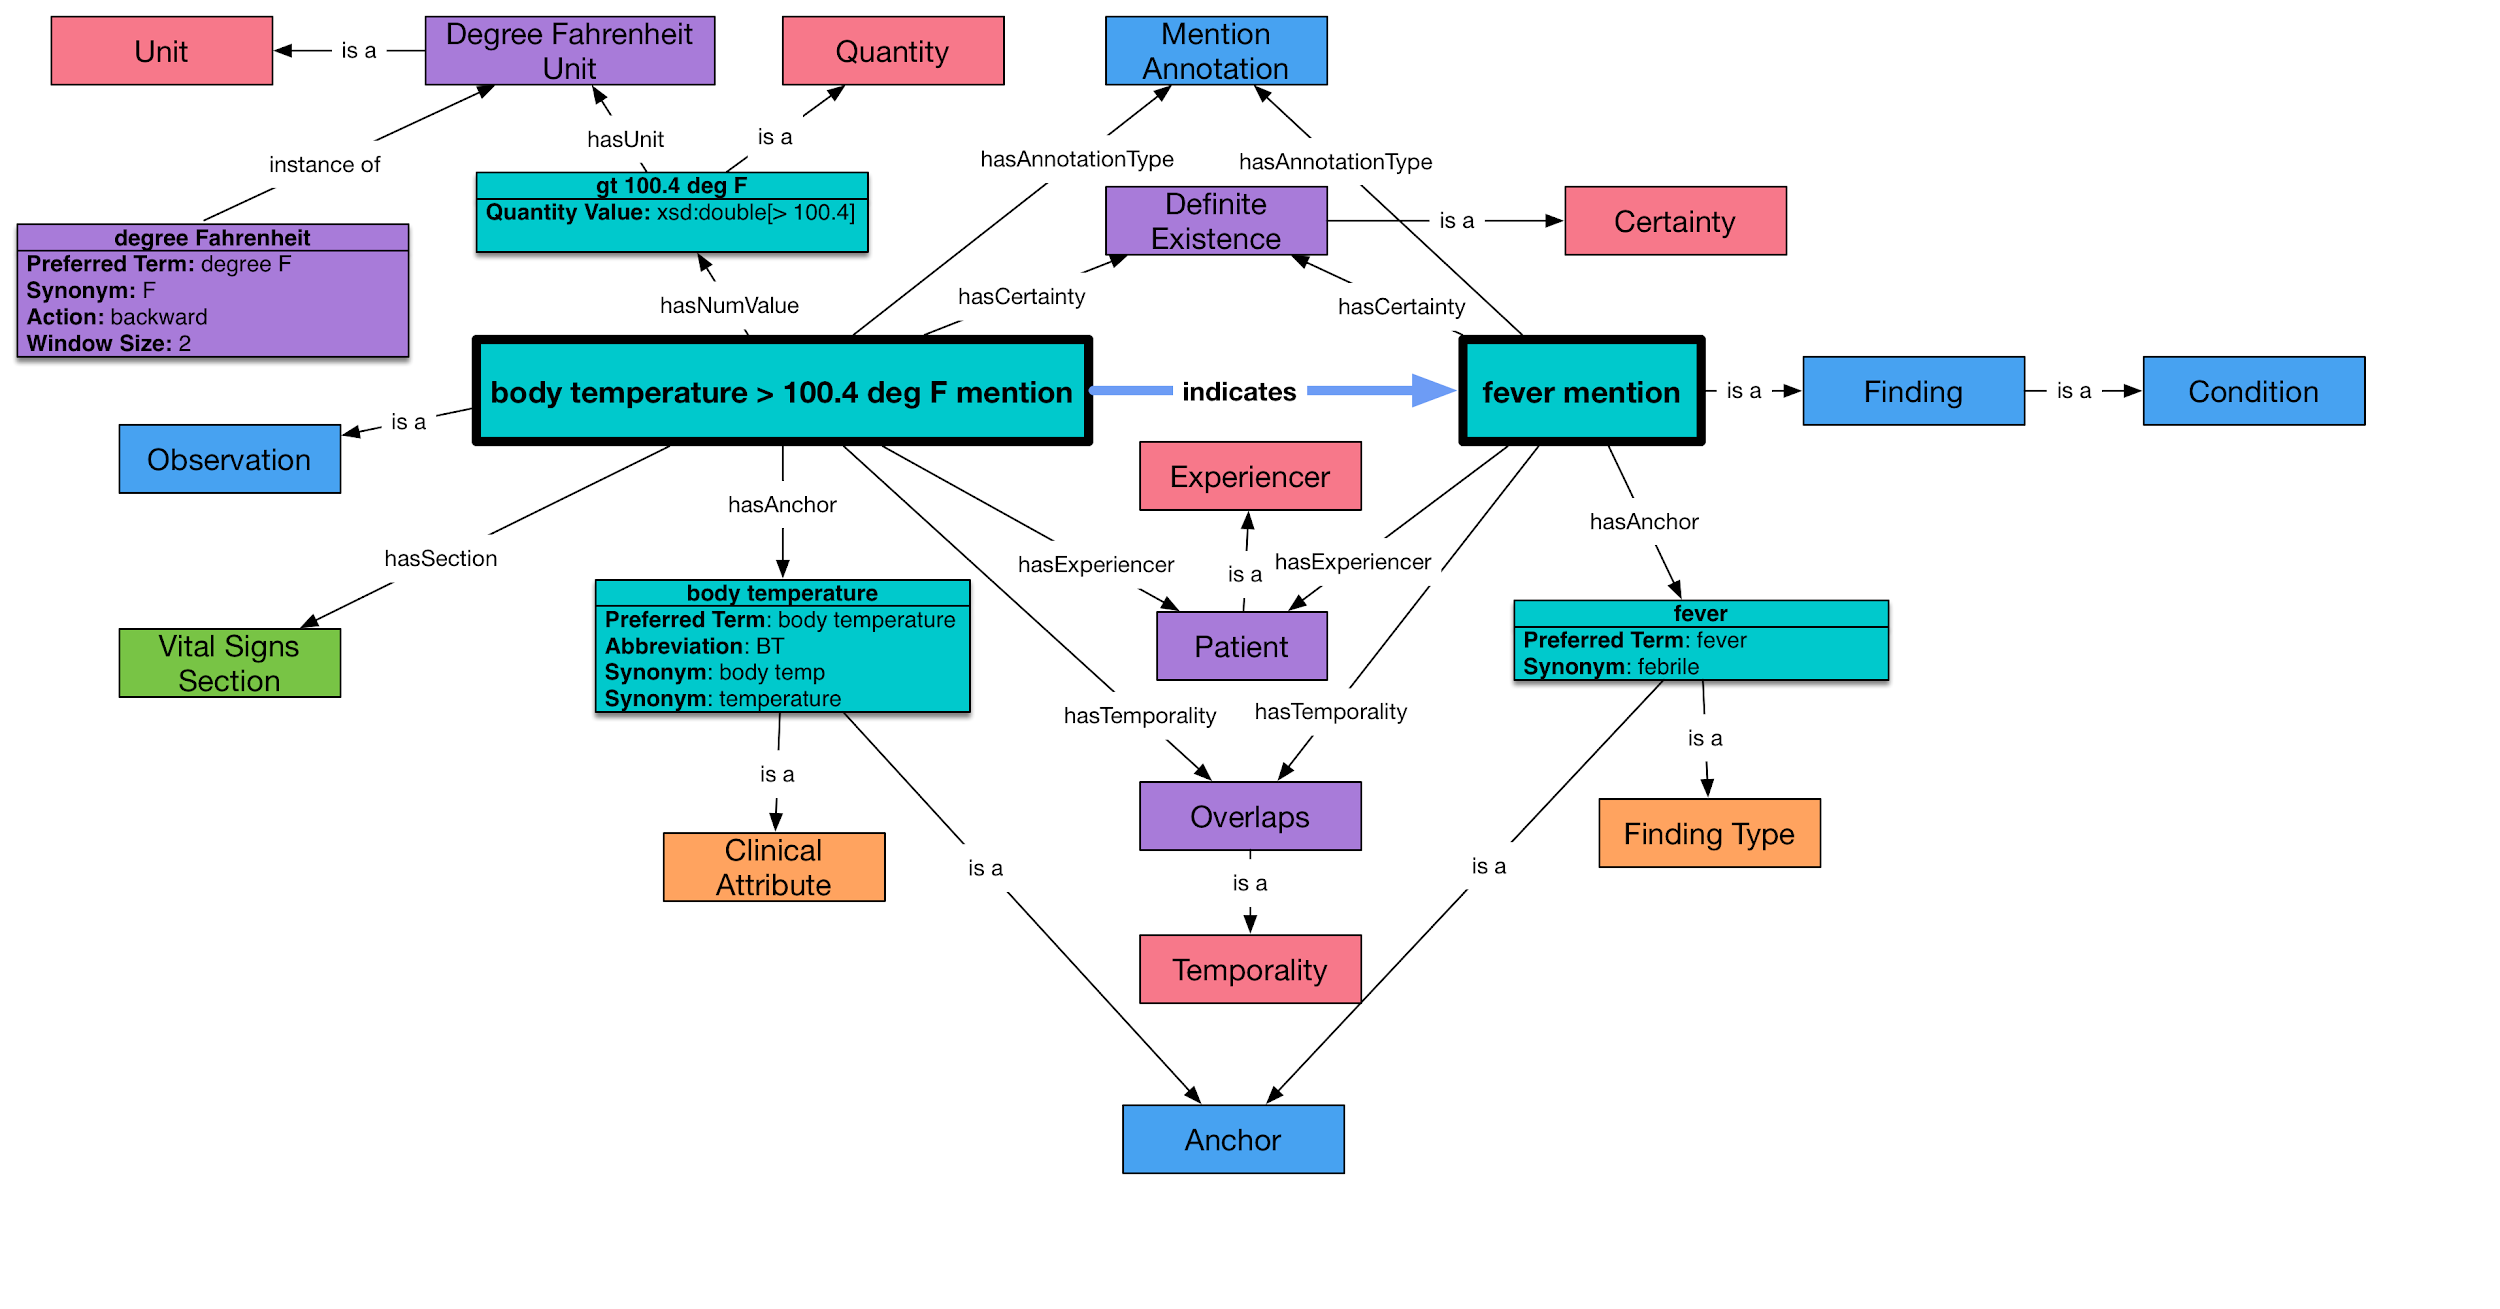 Unit
is a
Degree Fahrenheit
Unit
Quantity
Mention
Annotation
hasUnit
is a
instance of
hasAnnotationType
hasAnnotationType
gt 100.4 deg F
Quantity Value: xsd:double[> 100.4]
Definite
Existence
is a
Certainty
degree Fahrenheit
Preferred Term: degree F
Synonym: F
Action: backward
Window Size: 2
hasNumValue
hasCertainty
hasCertainty
body temperature > 100.4 deg F mention
indicates
fever mention
is a
Finding
is a
Condition
is a
Observation
Experiencer
hasAnchor
hasAnchor
hasSection
hasExperiencer
is a
hasExperiencer
body temperature
Preferred Term: body temperature
Abbreviation: BT
Synonym: body temp
Synonym: temperature
Vital Signs
Section
Patient
fever
Preferred Term: fever
Synonym: febrile
hasTemporality
hasTemporality
is a
is a
Overlaps
Finding Type
Clinical
Attribute
is a
is a
is a
Temporality
Anchor